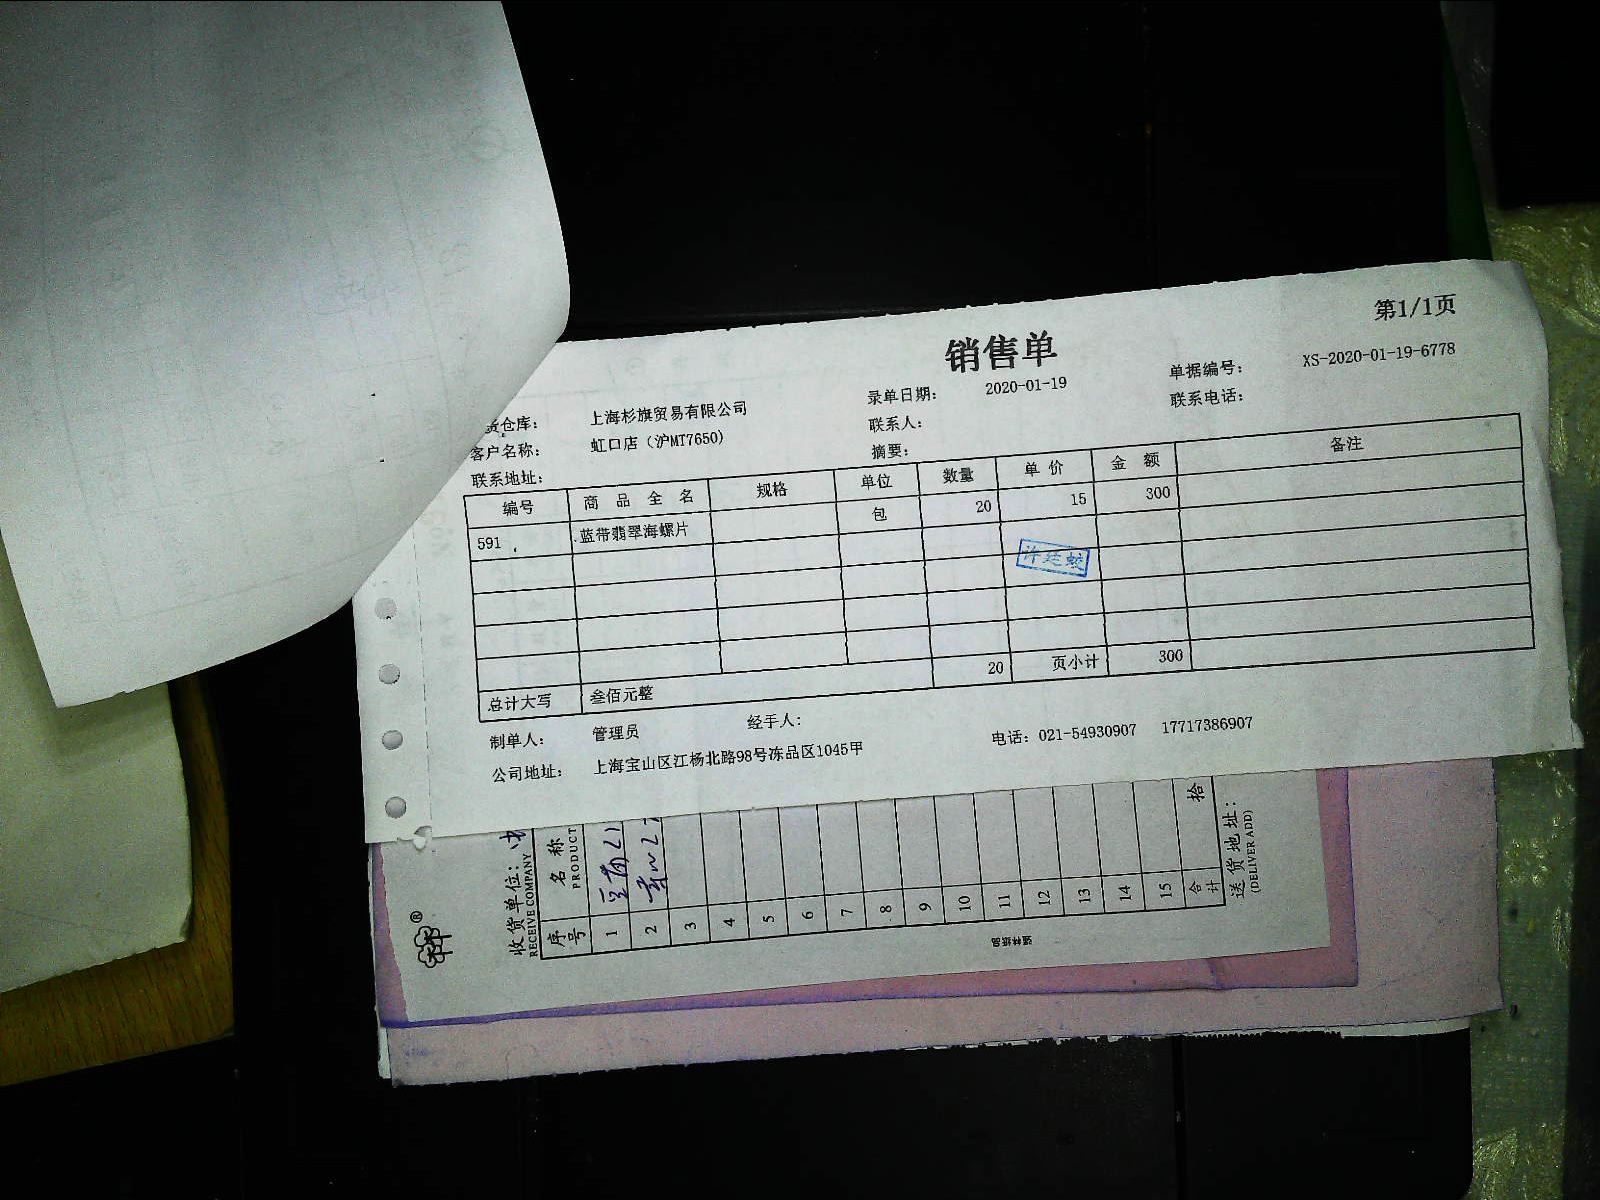 第1/1页
销售单
货仓库： 上海杉旗贸易有限公司 录单日期： 2020-01-19 单据编号： XS-2020-01-19-6778
客户名称： 虹口店（沪MT7650） 联系人： 联系电话：
联系地址： 摘要：
编号 商品全名 规格 单位 数量 单价 金额 备注
591 蓝带翡翠海螺片 包 20 15 300
20 页小计 300
总计大写 叁佰元整
制单人： 管理员 经手人：
公司地址： 上海宝山区江杨北路98号冻品区1045甲 电话：021-54930907 17717386907
收货单位：
RECEIVE COMPANY
序号 名称
PRODUCT
1
2
3
4
5
6
7
8
9
10
11
12
13
14
15
合计 拾
送货地址：
(DELIVER ADD)